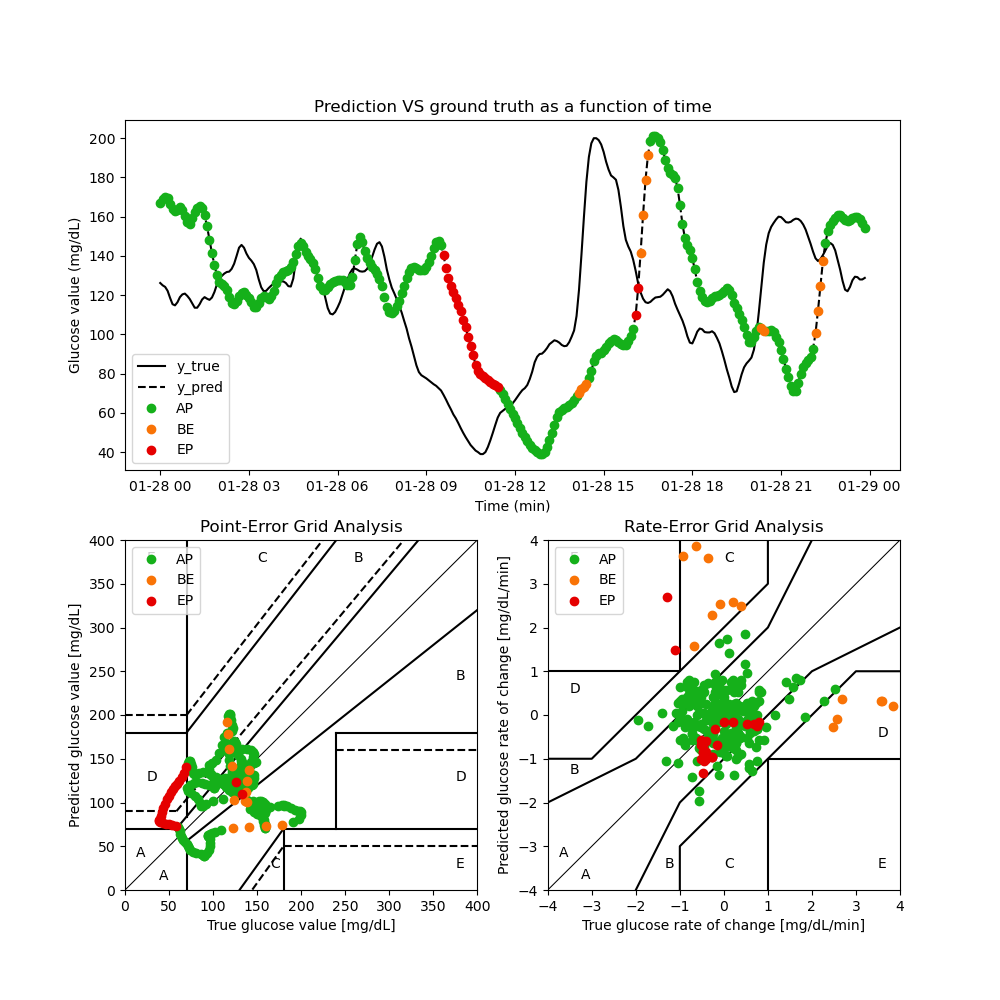 Prediction VS ground truth as a function of time
Glucose value (mg/dL)
200
180
160
140
120
100
80
60
40
y_true
y_pred
AP
BE
EP
01-28 00 01-28 03 01-28 06 01-28 09 01-28 12 01-28 15 01-28 18 01-28 21 01-29 00
Time (min)
Point-Error Grid Analysis
Predicted glucose value [mg/dL]
400
350
300
250
200
150
100
50
0
AP
BE
EP
C
B
B
D
D
A
A
C
E
0 50 100 150 200 250 300 350 400
True glucose value [mg/dL]
Rate-Error Grid Analysis
Predicted glucose rate of change [mg/dL/min]
4
3
2
1
0
−1
−2
−3
−4
AP
BE
EP
C
D
D
B
A
A
B
C
E
−4 −3 −2 −1 0 1 2 3 4
True glucose rate of change [mg/dL/min]